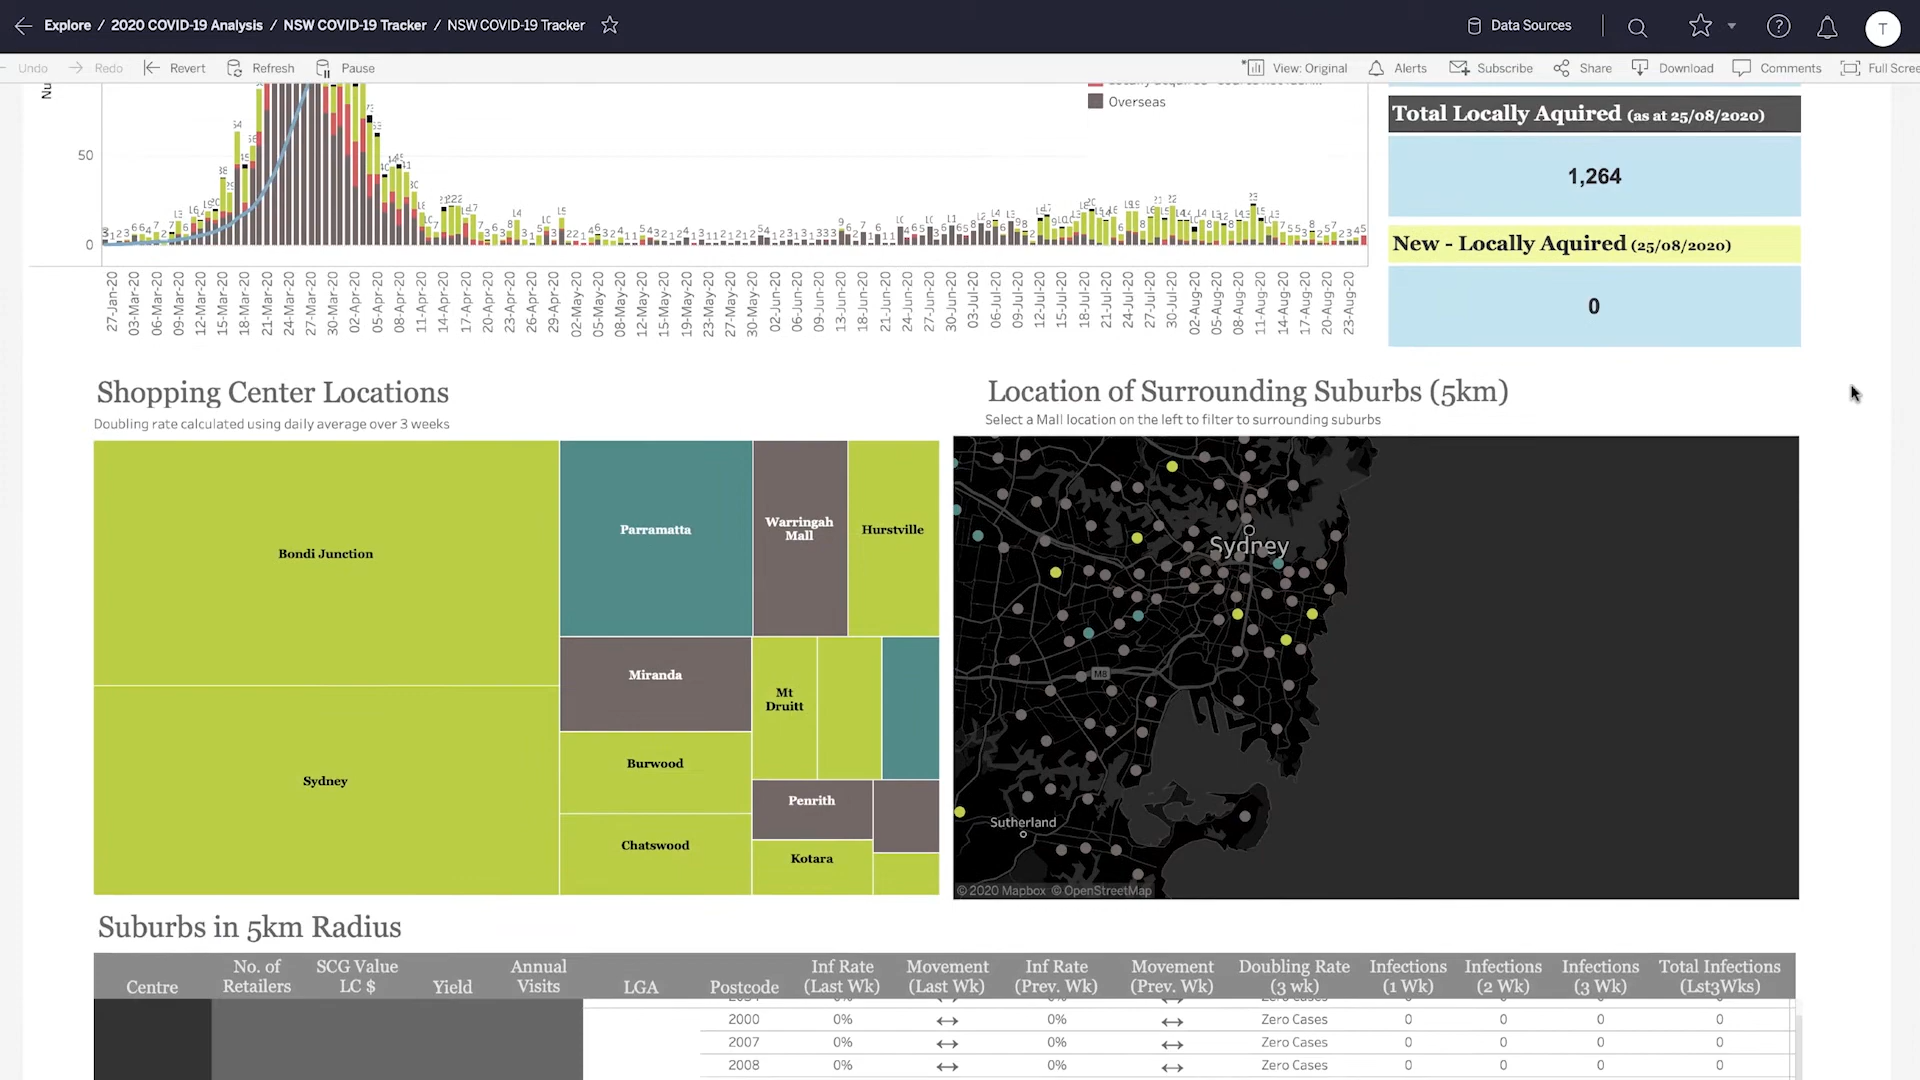 Explore / 2020 COVID-19 Analysis / NSW COVID-19 Tracker / NSW COVID-19 Tracker
Data Sources
T
Undo Redo Revert Refresh Pause
View: Original Alerts Subscribe Share Download Comments Full Scree
Nu
Overseas
50
0
27-Jan-20 03-Mar-20 06-Mar-20 09-Mar-20 12-Mar-20 15-Mar-20 18-Mar-20 21-Mar-20 24-Mar-20 27-Mar-20 30-Mar-20 02-Apr-20 05-Apr-20 08-Apr-20 11-Apr-20 14-Apr-20 17-Apr-20 20-Apr-20 23-Apr-20 26-Apr-20 29-Apr-20 02-May-20 05-May-20 08-May-20 12-May-20 15-May-20 19-May-20 23-May-20 27-May-20 30-May-20 02-Jun-20 06-Jun-20 09-Jun-20 13-Jun-20 18-Jun-20 21-Jun-20 24-Jun-20 27-Jun-20 30-Jun-20 03-Jul-20 06-Jul-20 09-Jul-20 12-Jul-20 15-Jul-20 18-Jul-20 21-Jul-20 24-Jul-20 27-Jul-20 30-Jul-20 02-Aug-20 05-Aug-20 08-Aug-20 11-Aug-20 14-Aug-20 17-Aug-20 20-Aug-20 23-Aug-20
Total Locally Aquired (as at 25/08/2020)
1,264
New - Locally Aquired (25/08/2020)
0
Shopping Center Locations
Doubling rate calculated using daily average over 3 weeks
Bondi Junction
Sydney
Parramatta
Warringah
Mall
Hurstville
Miranda
Mt
Druitt
Burwood
Penrith
Chatswood
Kotara
Location of Surrounding Suburbs (5km)
Select a Mall location on the left to filter to surrounding suburbs
Sydney
M8
Sutherland
© 2020 Mapbox © OpenStreetMap
Suburbs in 5km Radius
Centre No. of Retailers SCG Value LC $ Yield Annual Visits LGA Postcode Inf Rate (Last Wk) Movement (Last Wk) Inf Rate (Prev. Wk) Movement (Prev. Wk) Doubling Rate (3 wk) Infections (1 Wk) Infections (2 Wk) Infections (3 Wk) Total Infections (Lst3Wks)
2000 0% ↔ 0% ↔ Zero Cases 0 0 0 0
2007 0% ↔ 0% ↔ Zero Cases 0 0 0 0
2008 0% ↔ 0% ↔ Zero Cases 0 0 0 0